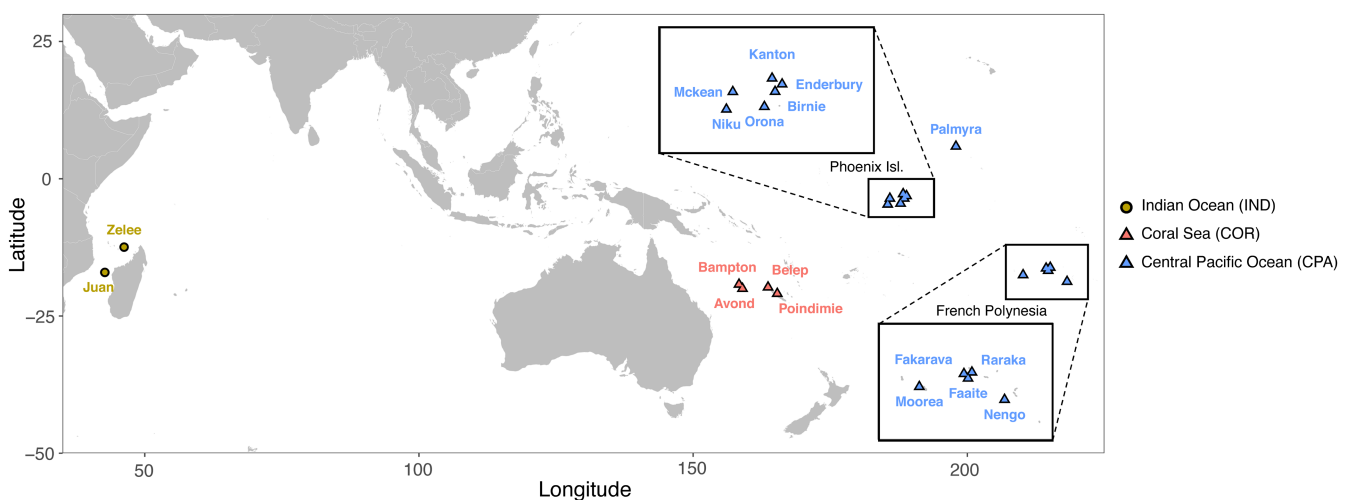 25
0
−25
−50
50
100
150
200
Latitude
Longitude
Zelee
Juan
Bampton
Belep
Avond
Poindimie
Kanton
Mckean
Enderbury
Birnie
Niku
Orona
Palmyra
Phoenix Isl.
French Polynesia
Fakarava
Raraka
Moorea
Faaite
Nengo
Indian Ocean (IND)
Coral Sea (COR)
Central Pacific Ocean (CPA)